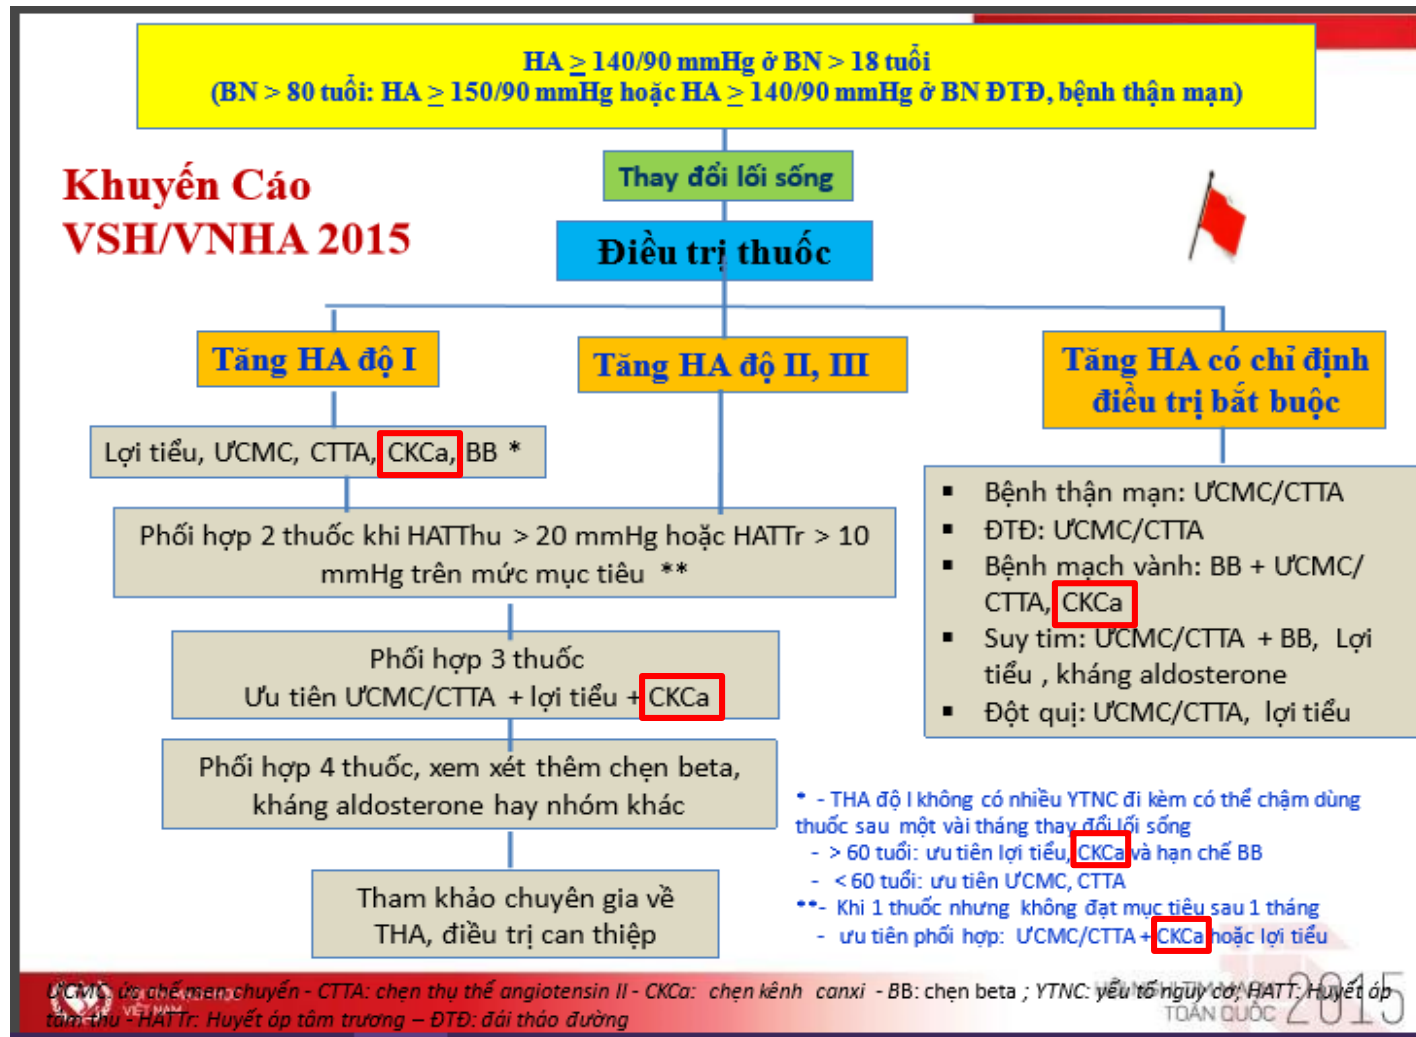 HA ≥ 140/90 mmHg ở BN > 18 tuổi
(BN > 80 tuổi: HA ≥ 150/90 mmHg hoặc HA ≥ 140/90 mmHg ở BN ĐTĐ, bệnh thận mạn)
Khuyến Cáo
VSH/VNHA 2015
Thay đổi lối sống
Điều trị thuốc
Tăng HA độ I
Tăng HA độ II, III
Tăng HA có chỉ định
điều trị bắt buộc
Lợi tiểu, ƯCMC, CTTA, CKCa, BB *
Phối hợp 2 thuốc khi HATThu > 20 mmHg hoặc HATTr > 10
mmHg trên mức mục tiêu **
Phối hợp 3 thuốc
Ưu tiên ƯCMC/CTTA + lợi tiểu + CKCa
Phối hợp 4 thuốc, xem xét thêm chẹn beta,
kháng aldosterone hay nhóm khác
Tham khảo chuyên gia về
THA, điều trị can thiệp
▪ Bệnh thận mạn: ƯCMC/CTTA
▪ ĐTĐ: ƯCMC/CTTA
▪ Bệnh mạch vành: BB + ƯCMC/
CTTA, CKCa
▪ Suy tim: ƯCMC/CTTA + BB, Lợi
tiểu , kháng aldosterone
▪ Đột quị: ƯCMC/CTTA, lợi tiểu
* - THA độ I không có nhiều YTNC đi kèm có thể chậm dùng
thuốc sau một vài tháng thay đổi lối sống
- > 60 tuổi: ưu tiên lợi tiểu, CKCa và hạn chế BB
- < 60 tuổi: ưu tiên ƯCMC, CTTA
**- Khi 1 thuốc nhưng không đạt mục tiêu sau 1 tháng
- ưu tiên phối hợp: ƯCMC/CTTA + CKCa hoặc lợi tiểu
ƯCMC: ức chế men chuyển - CTTA: chẹn thụ thể angiotensin II - CKCa: chẹn kênh canxi - BB: chẹn beta ; YTNC: yếu tố nguy cơ; HATT: Huyết áp
tâm thu - HATTr: Huyết áp tâm trương – ĐTĐ: đái tháo đường
VIỆT NAM
TOÀN QUỐC 2015